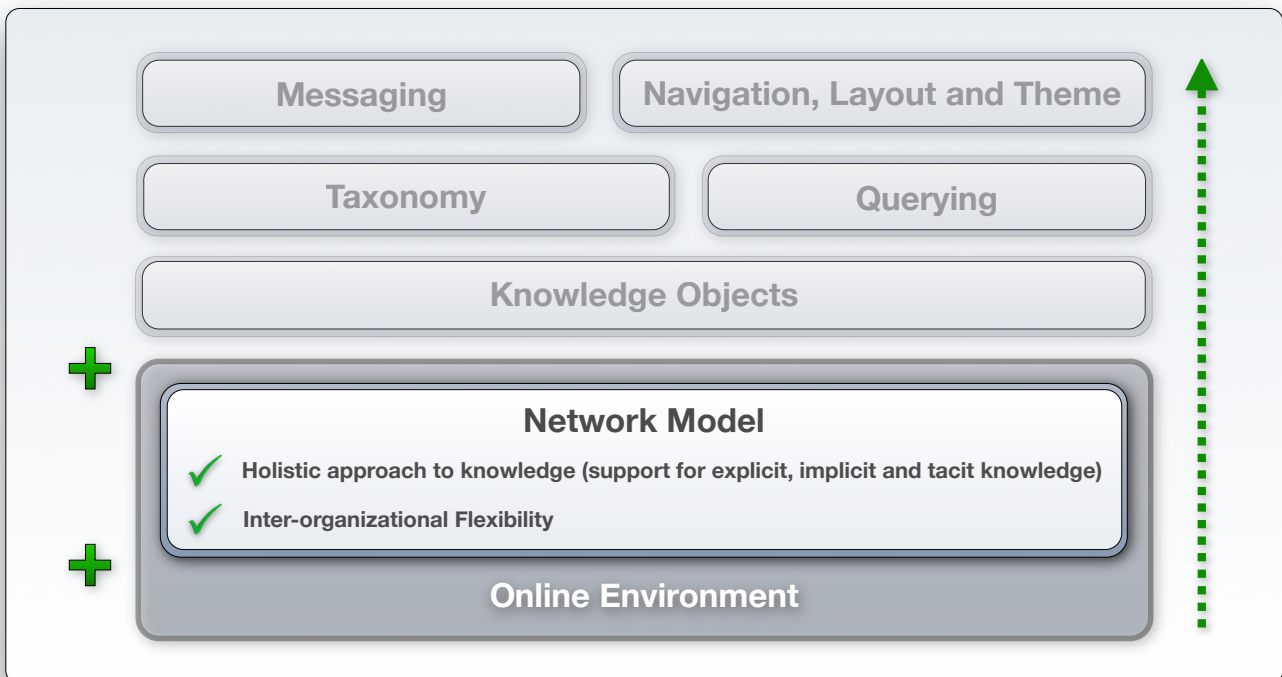 Messaging
Navigation, Layout and Theme
Taxonomy
Querying
Knowledge Objects
Network Model
Holistic approach to knowledge (support for explicit, implicit and tacit knowledge)
Inter-organizational Flexibility
Online Environment